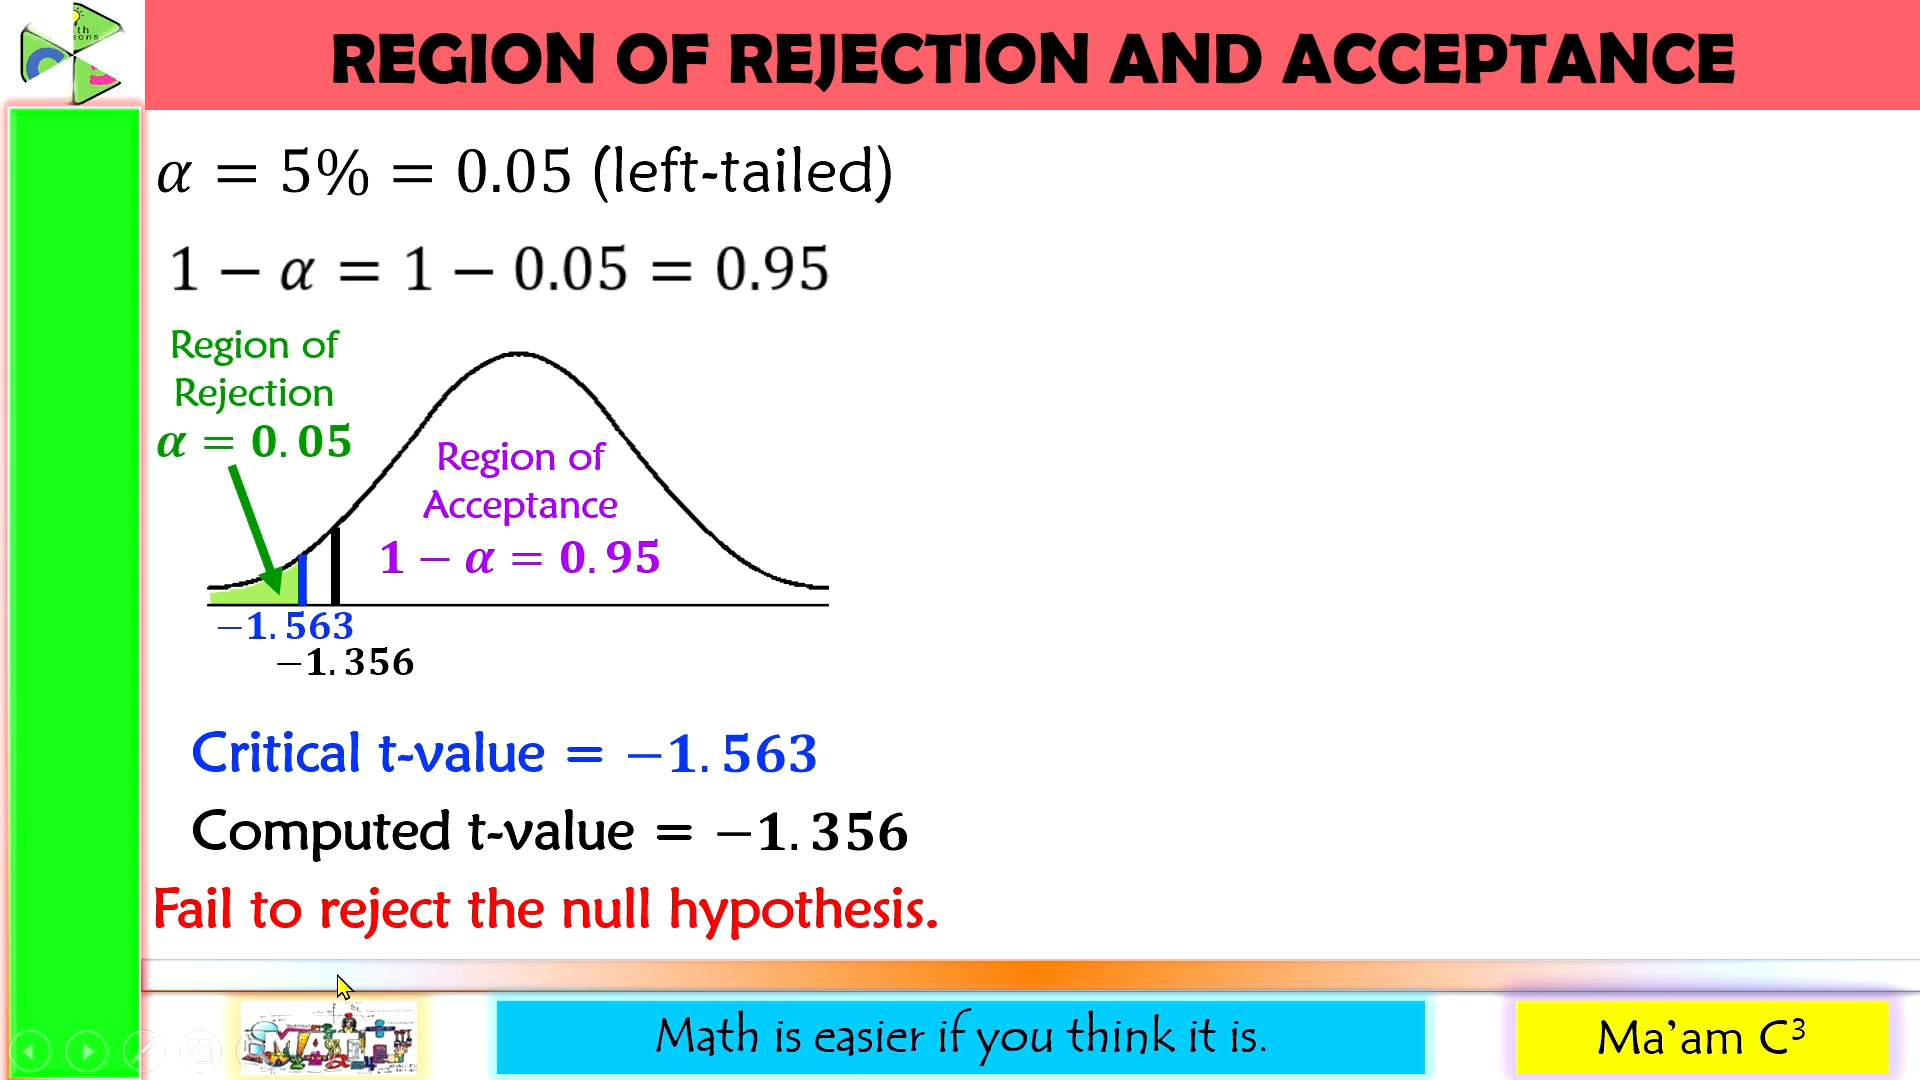 REGION OF REJECTION AND ACCEPTANCE
α = 5% = 0.05 (left-tailed)
1 − α = 1 − 0.05 = 0.95
Region of
Rejection
α = 0.05
Region of
Acceptance
1 − α = 0.95
−1.563
−1.356
Critical t-value = −1.563
Computed t-value = −1.356
Fail to reject the null hypothesis.
MATH
Math is easier if you think it is.
Ma’am C³